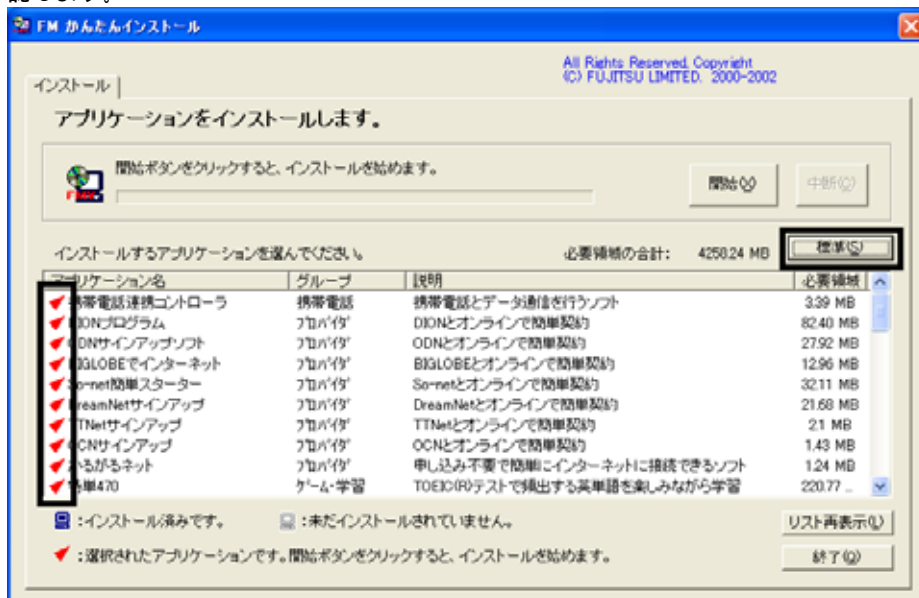 FM かんたんインストール
All Rights Reserved, Copyright
(C) FUJITSU LIMITED. 2000-2002
インストール
アプリケーションをインストールします。
開始ボタンをクリックすると、インストールを始めます。
開始(X)
中断(C)
インストールするアプリケーションを選んでください。 必要領域の合計: 4258.24 MB 標準(S)
アプリケーション名 グループ 説明 必要領域
携帯電話連携コントローラ 携帯電話 携帯電話とデータ通信を行うソフト 3.39 MB
DIONプログラム プロバイダ DIONとオンラインで簡単契約 82.40 MB
ODNサインアップソフト プロバイダ ODNとオンラインで簡単契約 27.92 MB
BIGLOBEでインターネット プロバイダ BIGLOBEとオンラインで簡単契約 12.96 MB
So-net簡単スターター プロバイダ So-netとオンラインで簡単契約 32.11 MB
DreamNetサインアップ プロバイダ DreamNetとオンラインで簡単契約 21.68 MB
TTNetサインアップ プロバイダ TTNetとオンラインで簡単契約 2.1 MB
OCNサインアップ プロバイダ OCNとオンラインで簡単契約 1.43 MB
かるがるネット プロバイダ 申し込み不要で簡単にインターネットに接続できるソフト 1.24 MB
単470 ゲーム・学習 TOEIC(R)テストで頻出する英単語を楽しみながら学習 220.77 ...
:インストール済みです。 :未だインストールされていません。 リスト再表示(L)
:選択されたアプリケーションです。開始ボタンをクリックすると、インストールを始めます。 終了(Q)